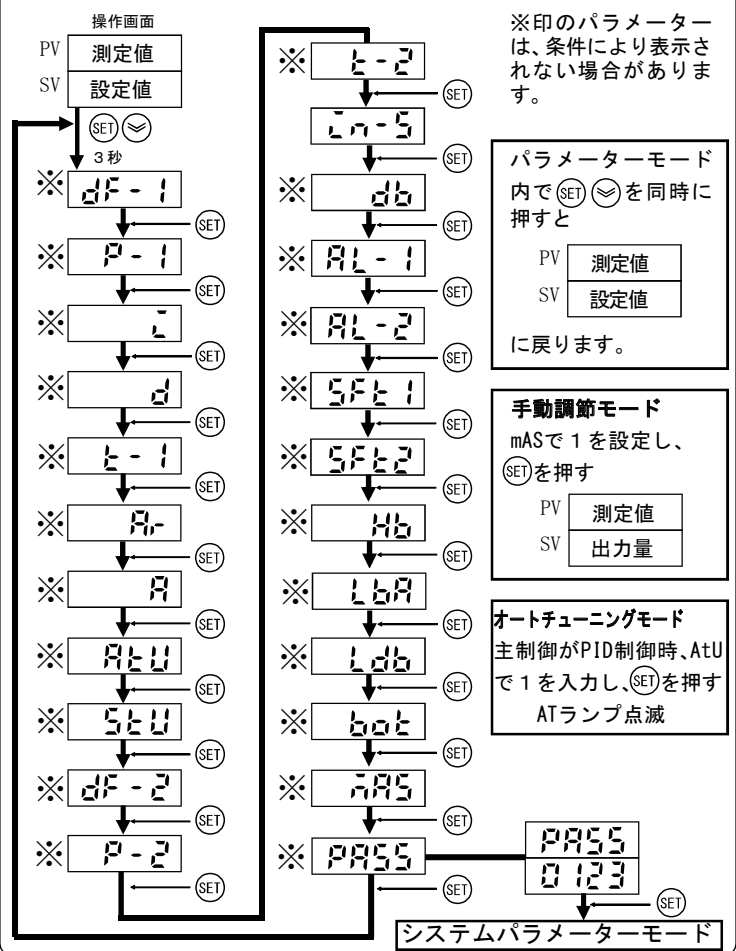 操作画面
PV 測定値
SV 設定値
SET
3秒
※ dF-1
SET
※ P-1
SET
※ i
SET
※ d
SET
※ t-1
SET
※ Ar
SET
※ A
SET
※ AtU
SET
※ StU
SET
※ dF-2
SET
※ P-2
SET
※ t-2
SET
in-S
SET
※ db
SET
※ AL-1
SET
※ AL-2
SET
※ SFt1
SET
※ SFt2
SET
※ Hb
SET
※ LbA
SET
※ Ldb
SET
※ bot
SET
※ mAS
SET
※ PASS
SET
PASS
0123
SET
システムパラメーターモード
※印のパラメーター
は、条件により表示さ
れない場合がありま
す。
パラメーターモード
内でSET を同時に
押すと
PV 測定値
SV 設定値
に戻ります。
手動調節モード
mASで1を設定し、
SETを押す
PV 測定値
SV 出力量
オートチューニングモード
主制御がPID制御時、AtU
で1を入力し、SETを押す
ATランプ点滅